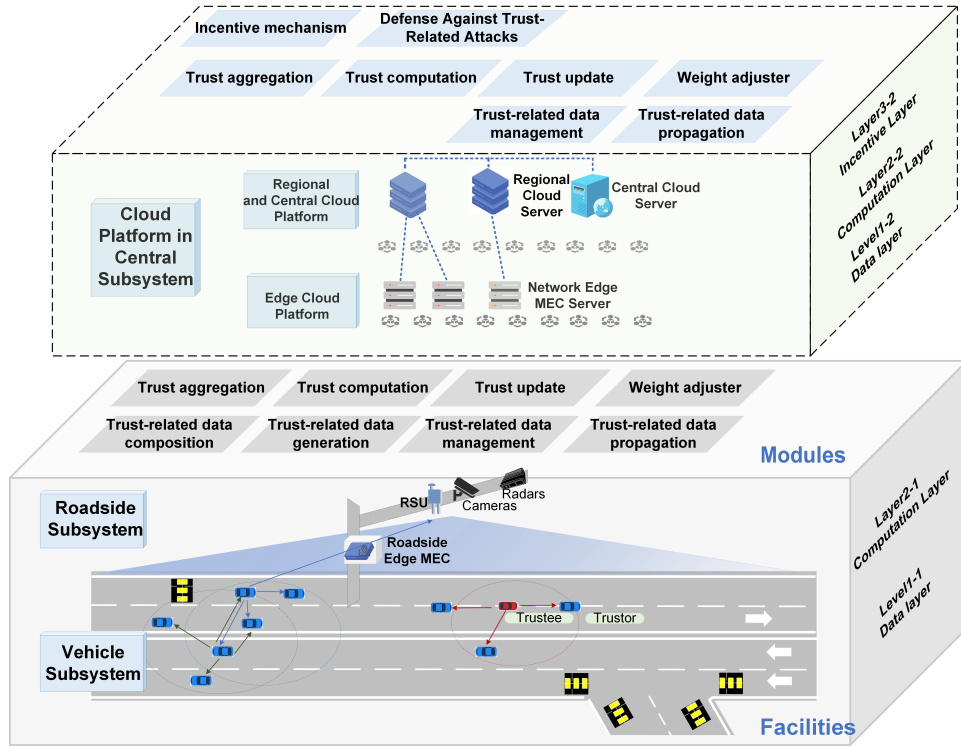 Incentive mechanism
Defense Against Trust-
Related Attacks
Trust aggregation
Trust computation
Trust update
Weight adjuster
Trust-related data
management
Trust-related data
propagation
Layer3-2
Incentive Layer
Layer2-2
Computation Layer
Level1-2
Data layer
Cloud
Platform in
Central
Subsystem
Regional
and Central Cloud
Platform
Regional
Cloud
Server
Central Cloud
Server
Edge Cloud
Platform
Network Edge
MEC Server
Trust aggregation
Trust computation
Trust update
Weight adjuster
Trust-related data
composition
Trust-related data
generation
Trust-related data
management
Trust-related data
propagation
Modules
Layer2-1
Computation Layer
Level1-1
Data layer
Roadside
Subsystem
RSU
P
Cameras
Radars
Roadside
Edge MEC
Trustee
Trustor
Vehicle
Subsystem
Facilities